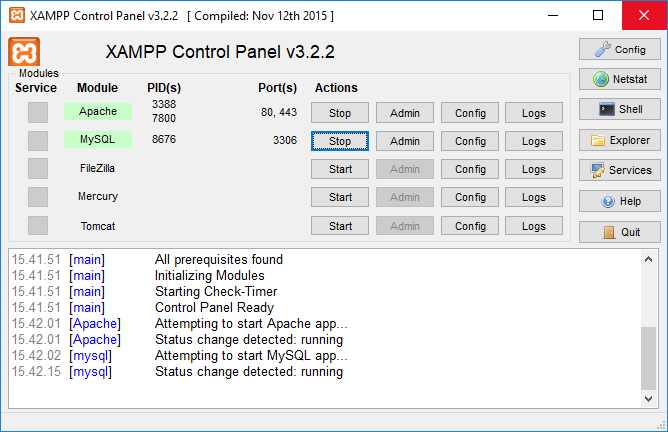 XAMPP Control Panel v3.2.2 [ Compiled: Nov 12th 2015 ]
XAMPP Control Panel v3.2.2
Config
Modules
Service Module PID(s) Port(s) Actions
Netstat
Apache 3388 7800 80, 443 Stop Admin Config Logs
Shell
MySQL 8676 3306 Stop Admin Config Logs
Explorer
FileZilla Start Admin Config Logs
Services
Mercury Start Admin Config Logs
Help
Tomcat Start Admin Config Logs
Quit
15.41.51 [main] All prerequisites found
15.41.51 [main] Initializing Modules
15.41.51 [main] Starting Check-Timer
15.41.51 [main] Control Panel Ready
15.42.01 [Apache] Attempting to start Apache app...
15.42.01 [Apache] Status change detected: running
15.42.02 [mysql] Attempting to start MySQL app...
15.42.15 [mysql] Status change detected: running